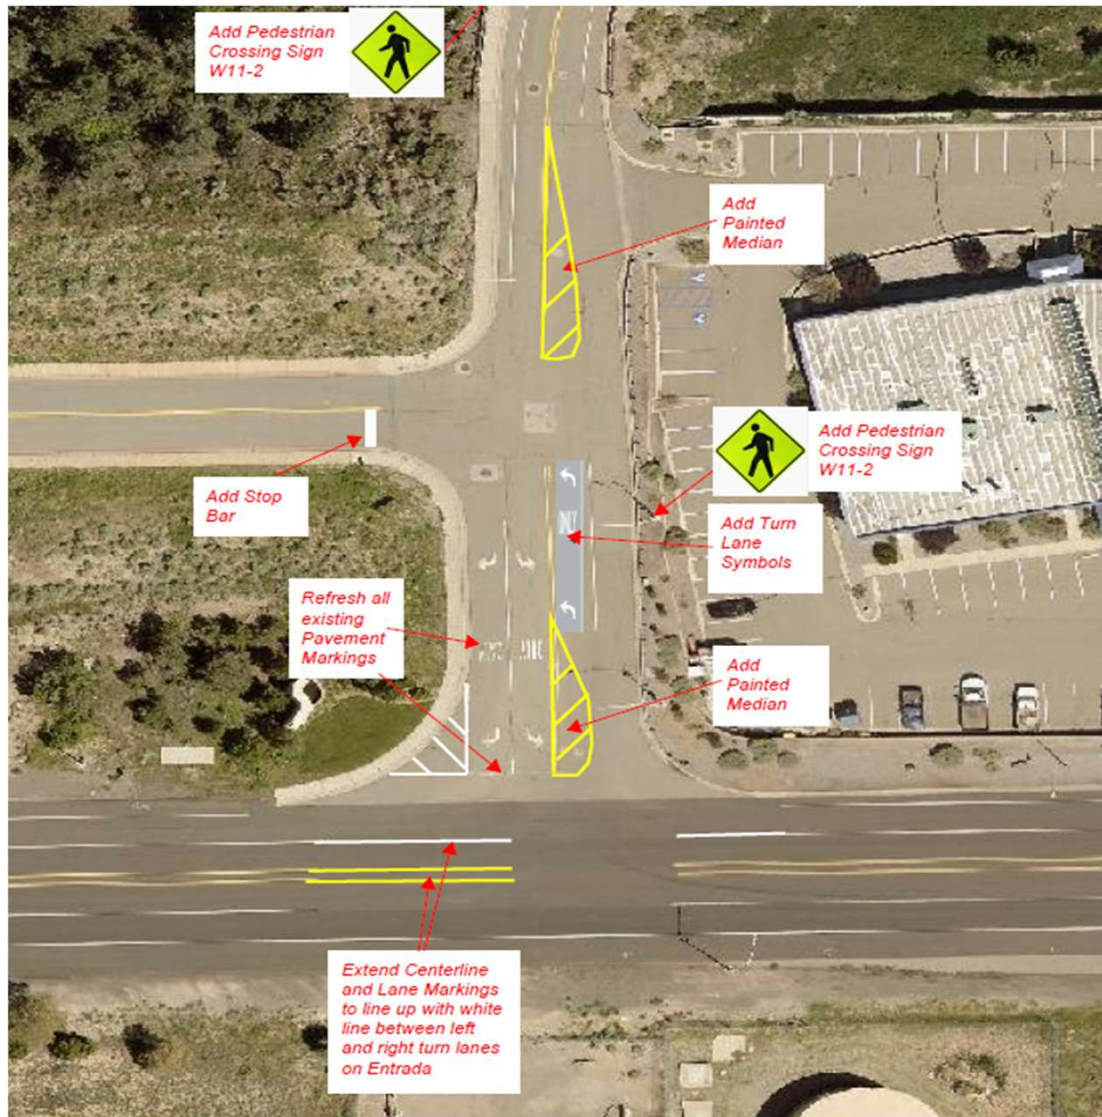 Add Pedestrian
Crossing Sign
W11-2
Add
Painted
Median
Add Pedestrian
Crossing Sign
W11-2
Add Stop
Bar
ONLY
Add Turn
Lane
Symbols
Refresh all
existing
Pavement
Markings
Add
Painted
Median
Extend Centerline
and Lane Markings
to line up with white
line between left
and right turn lanes
on Entrada